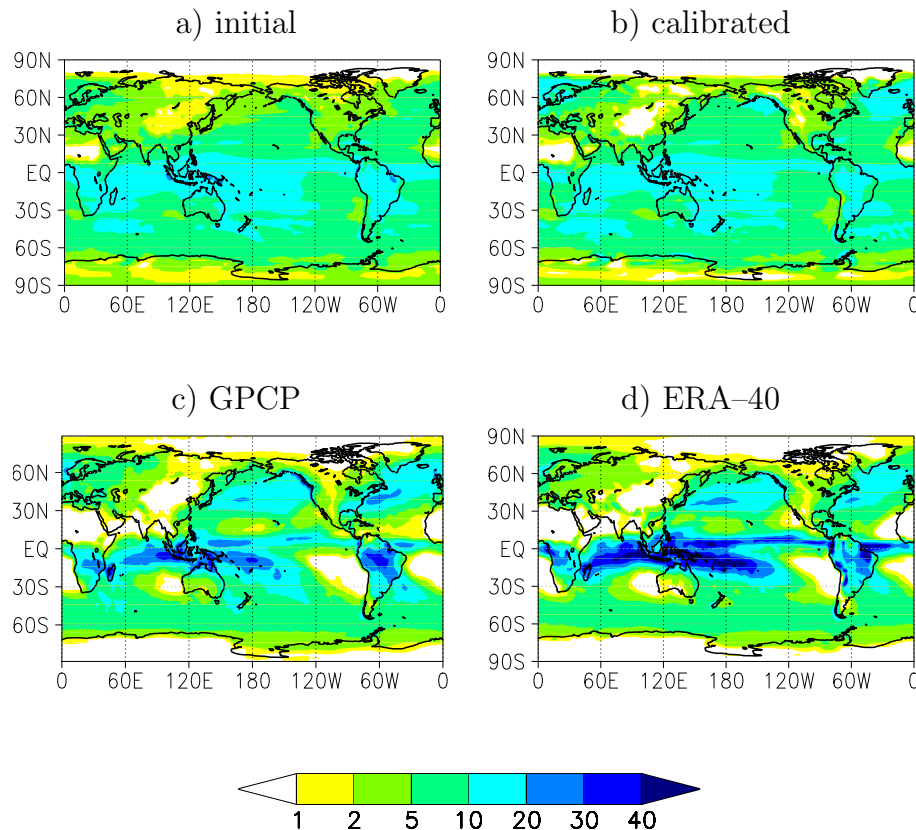 a) initial
b) calibrated
90N
60N
30N
EQ
30S
60S
90S
0 60E 120E 180 120W 60W 0
90N
60N
30N
EQ
30S
60S
90S
0 60E 120E 180 120W 60W 0
c) GPCP
d) ERA–40
60N
30N
EQ
30S
60S
0 60E 120E 180 120W 60W 0
90N
60N
30N
EQ
30S
60S
90S
0 60E 120E 180 120W 60W 0
1 2 5 10 20 30 40